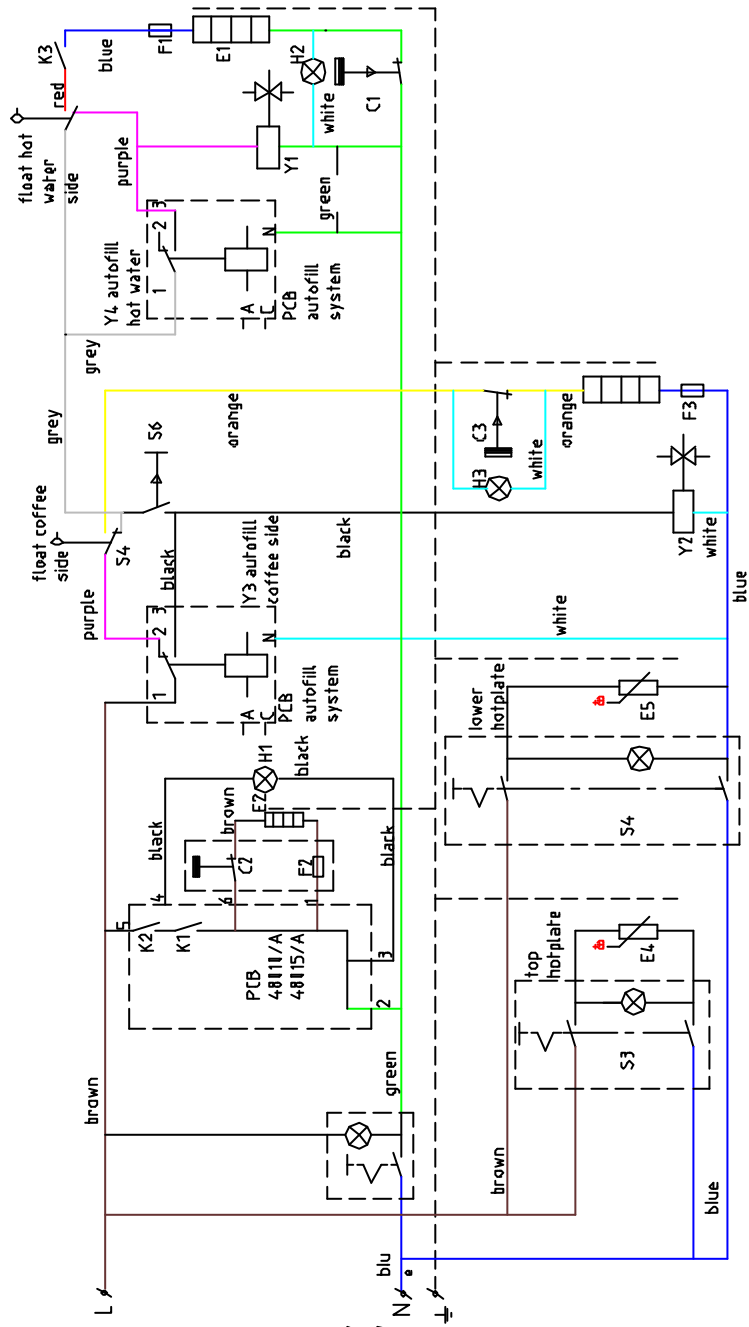 K3
red
blue
F1
E1
H2
white
C1
float hot
water
side
purple
Y1
green
3
2
1
N
A
C
Y4 autofill
hot water
PCB
autofill
system
grey
grey
orange
S6
float coffee
side
S4
black
purple
black
C3
H3
white
orange
F3
Y2
white
blue
Y3 autofill
coffee side
3
2
1
N
A
C
PCB
autofill
system
white
lower
hotplate
E5
S4
H1
black
E2
brown
black
4
C2
F2
6
1
black
5
K2
K1
PCB
3
2
top
hotplate
E4
S3
brown
green
brown
blue
L
blu
e
N